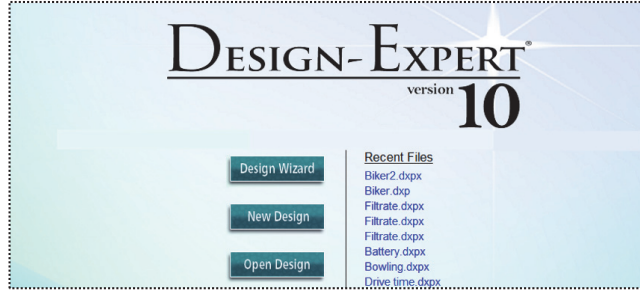 DESIGN-EXPERT®
version 10
Design Wizard
New Design
Open Design
Recent Files
Biker2.dxpx
Biker.dxp
Filtrate.dxpx
Filtrate.dxpx
Filtrate.dxpx
Battery.dxpx
Bowling.dxpx
Drive time.dxpx